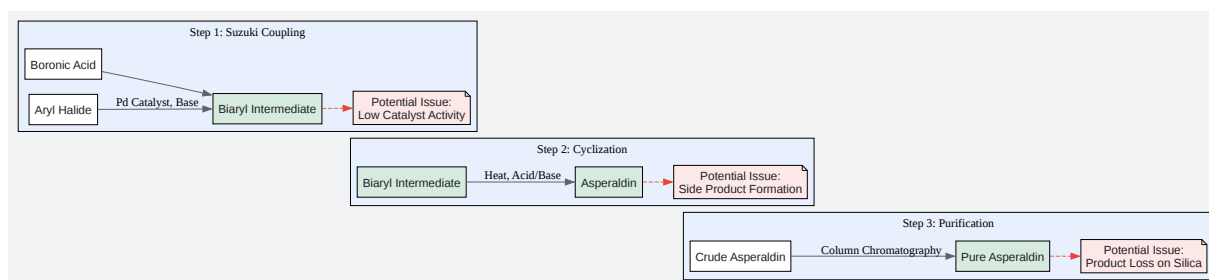 Step 1: Suzuki Coupling
Boronic Acid
Aryl Halide
Pd Catalyst, Base
Biaryl Intermediate
Potential Issue:
Low Catalyst Activity
Step 2: Cyclization
Biaryl Intermediate
Heat, Acid/Base
Asperaldin
Potential Issue:
Side Product Formation
Step 3: Purification
Crude Asperaldin
Column Chromatography
Pure Asperaldin
Potential Issue:
Product Loss on Silica